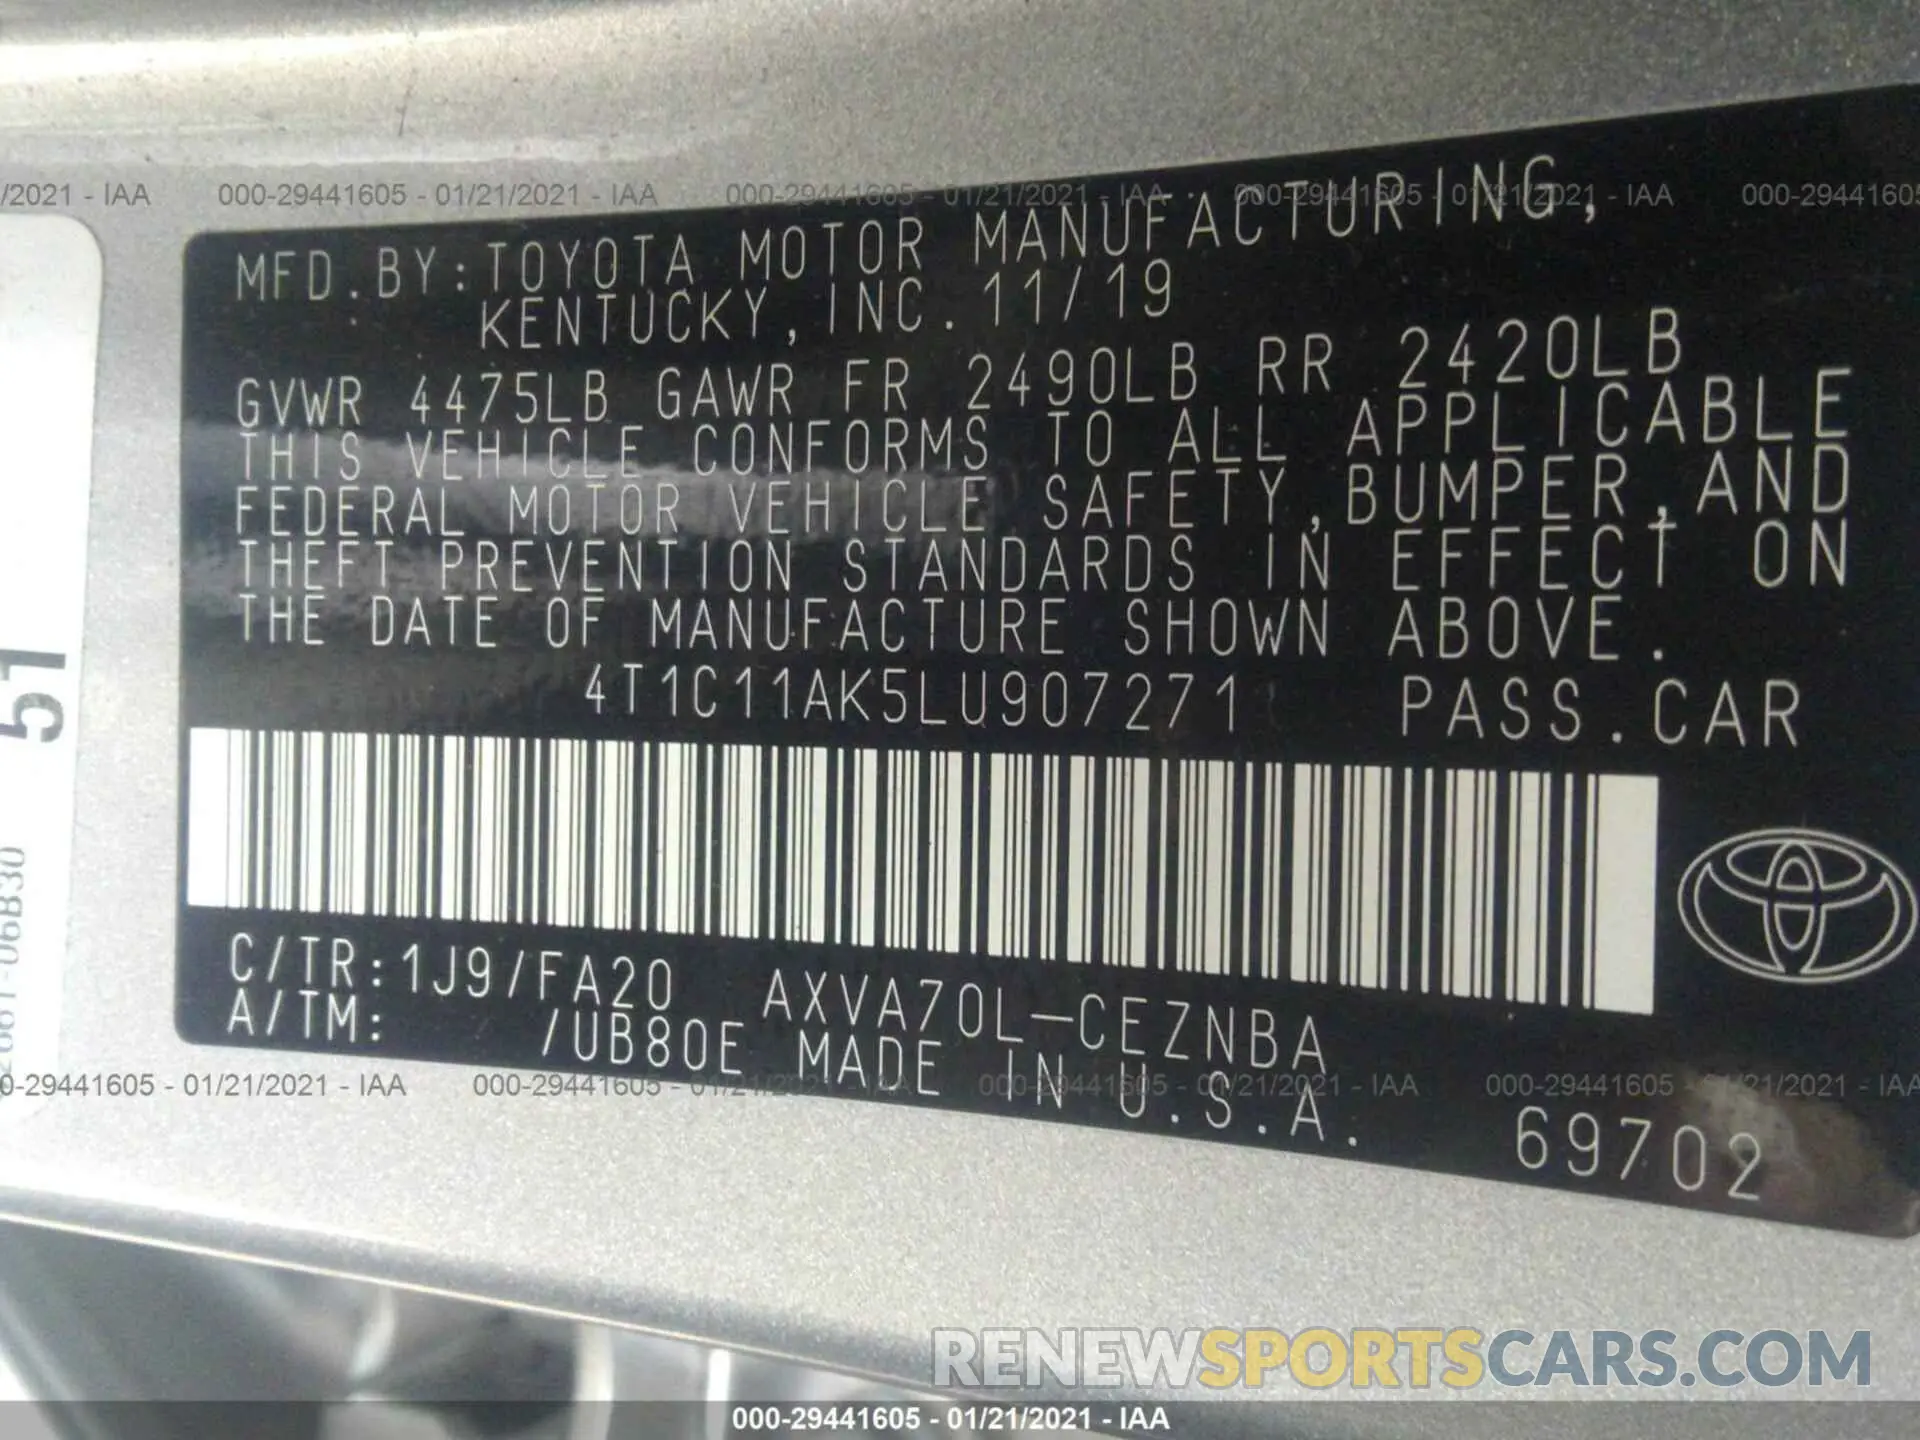 /2021 - IAA 000-29441605 - 01/21/2021 - IAA 000-29441605 - 01/21/2021 - IAA 000-29441605 - 01/21/2021 - IAA 000-29441605
MFD.BY:TOYOTA MOTOR MANUFACTURING,
KENTUCKY,INC. 11/19
GVWR 4475LB GAWR FR 2490LB RR 2420LB
THIS VEHICLE CONFORMS TO ALL APPLICABLE
FEDERAL MOTOR VEHICLE SAFETY,BUMPER,AND
THEFT PREVENTION STANDARDS IN EFFECT ON
THE DATE OF MANUFACTURE SHOWN ABOVE.
4T1C11AK5LU907271 PASS.CAR
51
C/TR:1J9/FA20 AXVA70L-CEZNBA
A/TM: /UB80E MADE IN U.S.A.
0-29441605 - 01/21/2021 - IAA 000-29441605 - 01/21/2021 - IAA 000-29441605 - 01/21/2021 - IAA 000-29441605 - 01/21/2021 - IAA
69702
RENEWSPORTSCARS.COM
000-29441605 - 01/21/2021 - IAA